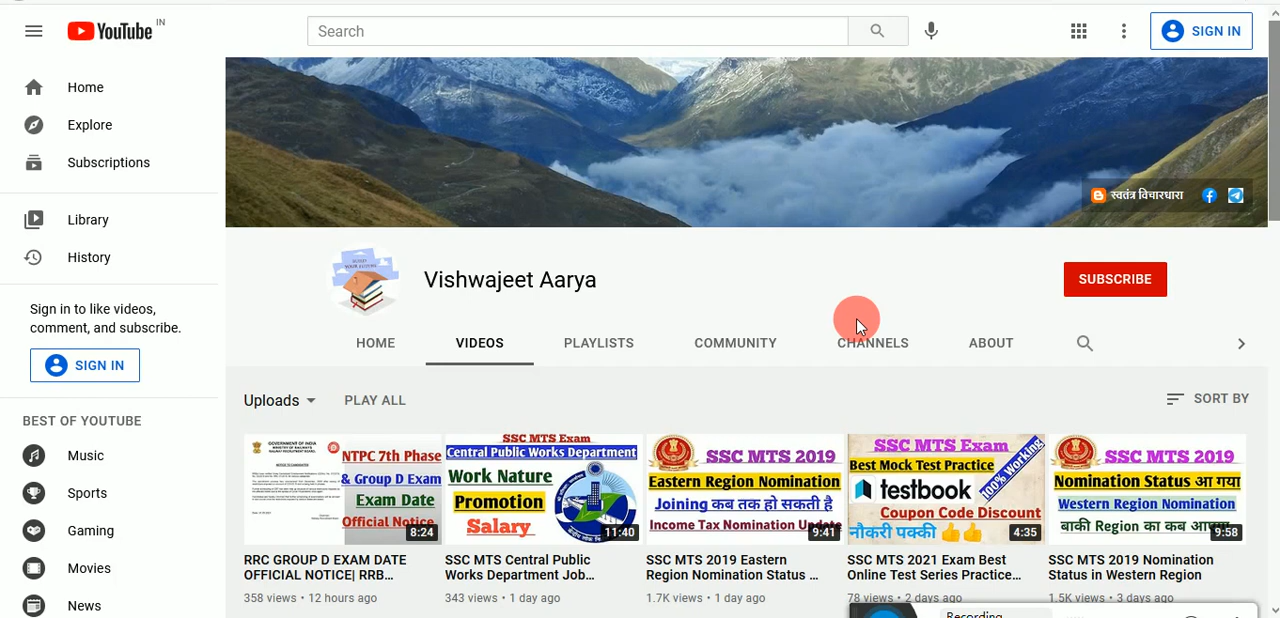 YouTube IN
Search
SIGN IN
Home
Explore
Subscriptions
Library
History
Sign in to like videos,
comment, and subscribe.
SIGN IN
BEST OF YOUTUBE
Music
Sports
Gaming
Movies
News
स्वतंत्र विचारधारा
Vishwajeet Aarya
SUBSCRIBE
HOME VIDEOS PLAYLISTS COMMUNITY CHANNELS ABOUT
Uploads PLAY ALL SORT BY
GOVERNMENT OF INDIA
NTPC 7th Phase
& Group D Exam
Exam Date
Official Notice
8:24
RRC GROUP D EXAM DATE
OFFICIAL NOTICE| RRB...
358 views • 12 hours ago
SSC MTS Exam
Central Public Works Department
Work Nature
Promotion
Salary
11:40
SSC MTS Central Public
Works Department Job...
343 views • 1 day ago
SSC MTS 2019
Eastern Region Nomination
Joining कब तक हो सकती है
Income Tax Nomination Update
9:41
SSC MTS 2019 Eastern
Region Nomination Status ...
1.7K views • 1 day ago
SSC MTS Exam
Best Mock Test Practice
100% Working
testbook
Coupon Code Discount
नौकरी पक्की
4:35
SSC MTS 2021 Exam Best
Online Test Series Practice...
78 views • 2 days ago
SSC MTS 2019
Nomination Status आ गया
Western Region Nomination
बाकी Region का कब
9:58
SSC MTS 2019 Nomination
Status in Western Region
1.5K views • 3 days ago
Recording